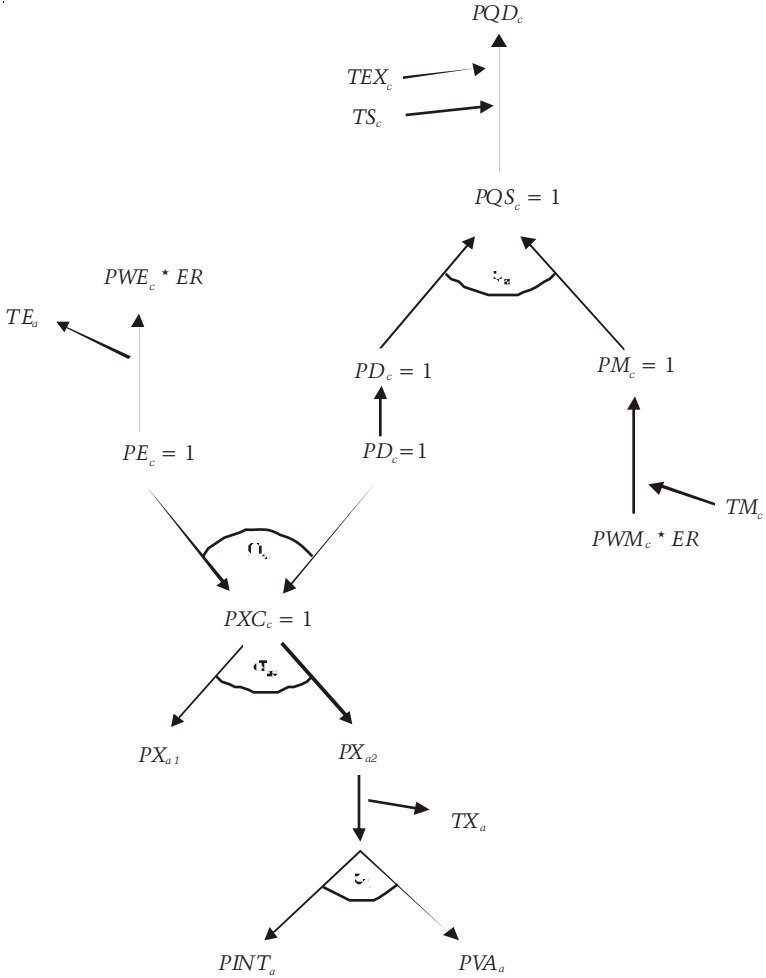 PQD_c
TEX_c
TS_c
PQS_c = 1
PWE_c * ER
TE_a
PD_c = 1
PM_c = 1
PE_c = 1
PD_c=1
TM_c
PWM_c * ER
PXC_c = 1
PX_a1
PX_a2
TX_a
PINT_a
PVA_a